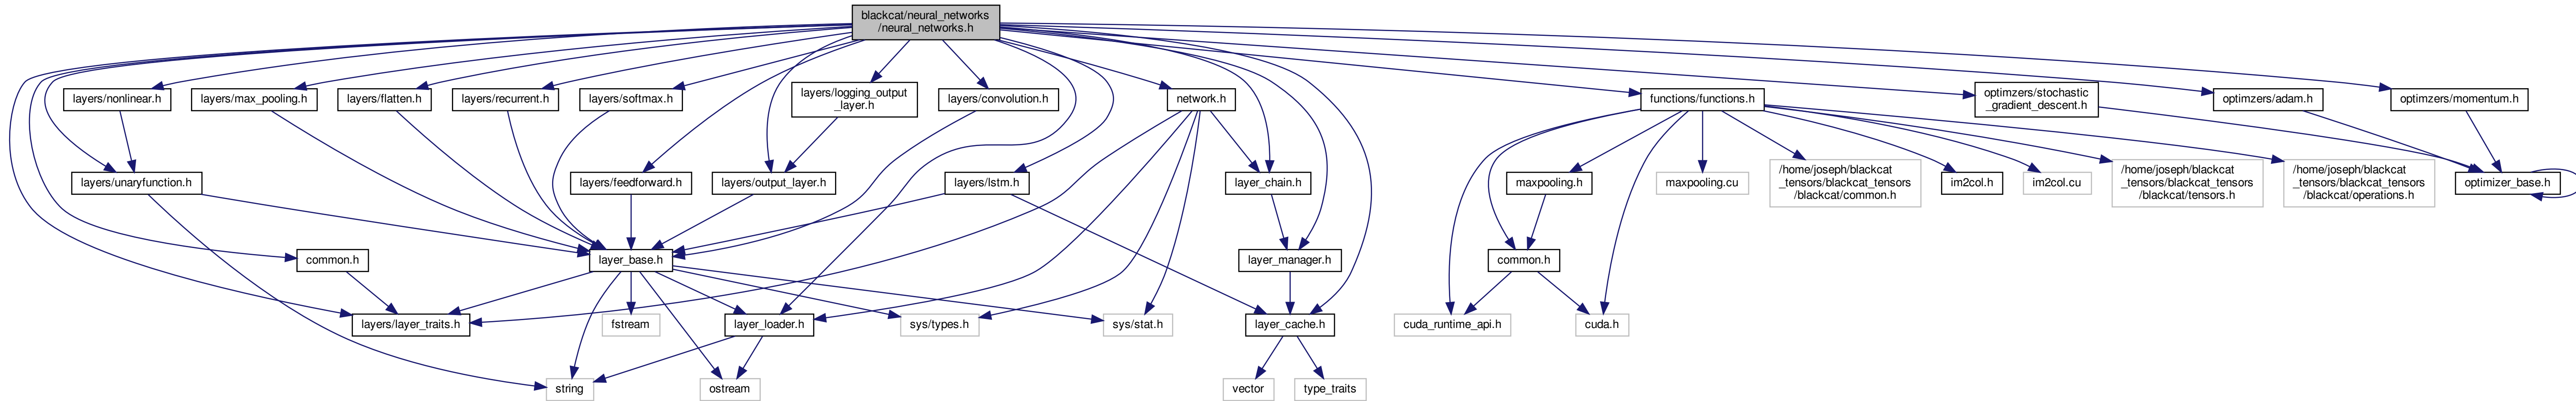 blackcat/neural_networks
/neural_networks.h
layers/nonlinear.h
layers/max_pooling.h
layers/flatten.h
layers/recurrent.h
layers/softmax.h
layers/logging_output
_layer.h
layers/convolution.h
network.h
functions/functions.h
optimzers/stochastic
_gradient_descent.h
optimzers/adam.h
optimzers/momentum.h
layers/unaryfunction.h
layers/feedforward.h
layers/output_layer.h
layers/lstm.h
layer_chain.h
maxpooling.h
maxpooling.cu
/home/joseph/blackcat
_tensors/blackcat_tensors
/blackcat/common.h
im2col.h
im2col.cu
/home/joseph/blackcat
_tensors/blackcat_tensors
/blackcat/tensors.h
/home/joseph/blackcat
_tensors/blackcat_tensors
/blackcat/operations.h
optimizer_base.h
common.h
layer_base.h
layer_manager.h
common.h
layers/layer_traits.h
fstream
layer_loader.h
sys/types.h
sys/stat.h
layer_cache.h
cuda_runtime_api.h
cuda.h
string
ostream
vector
type_traits